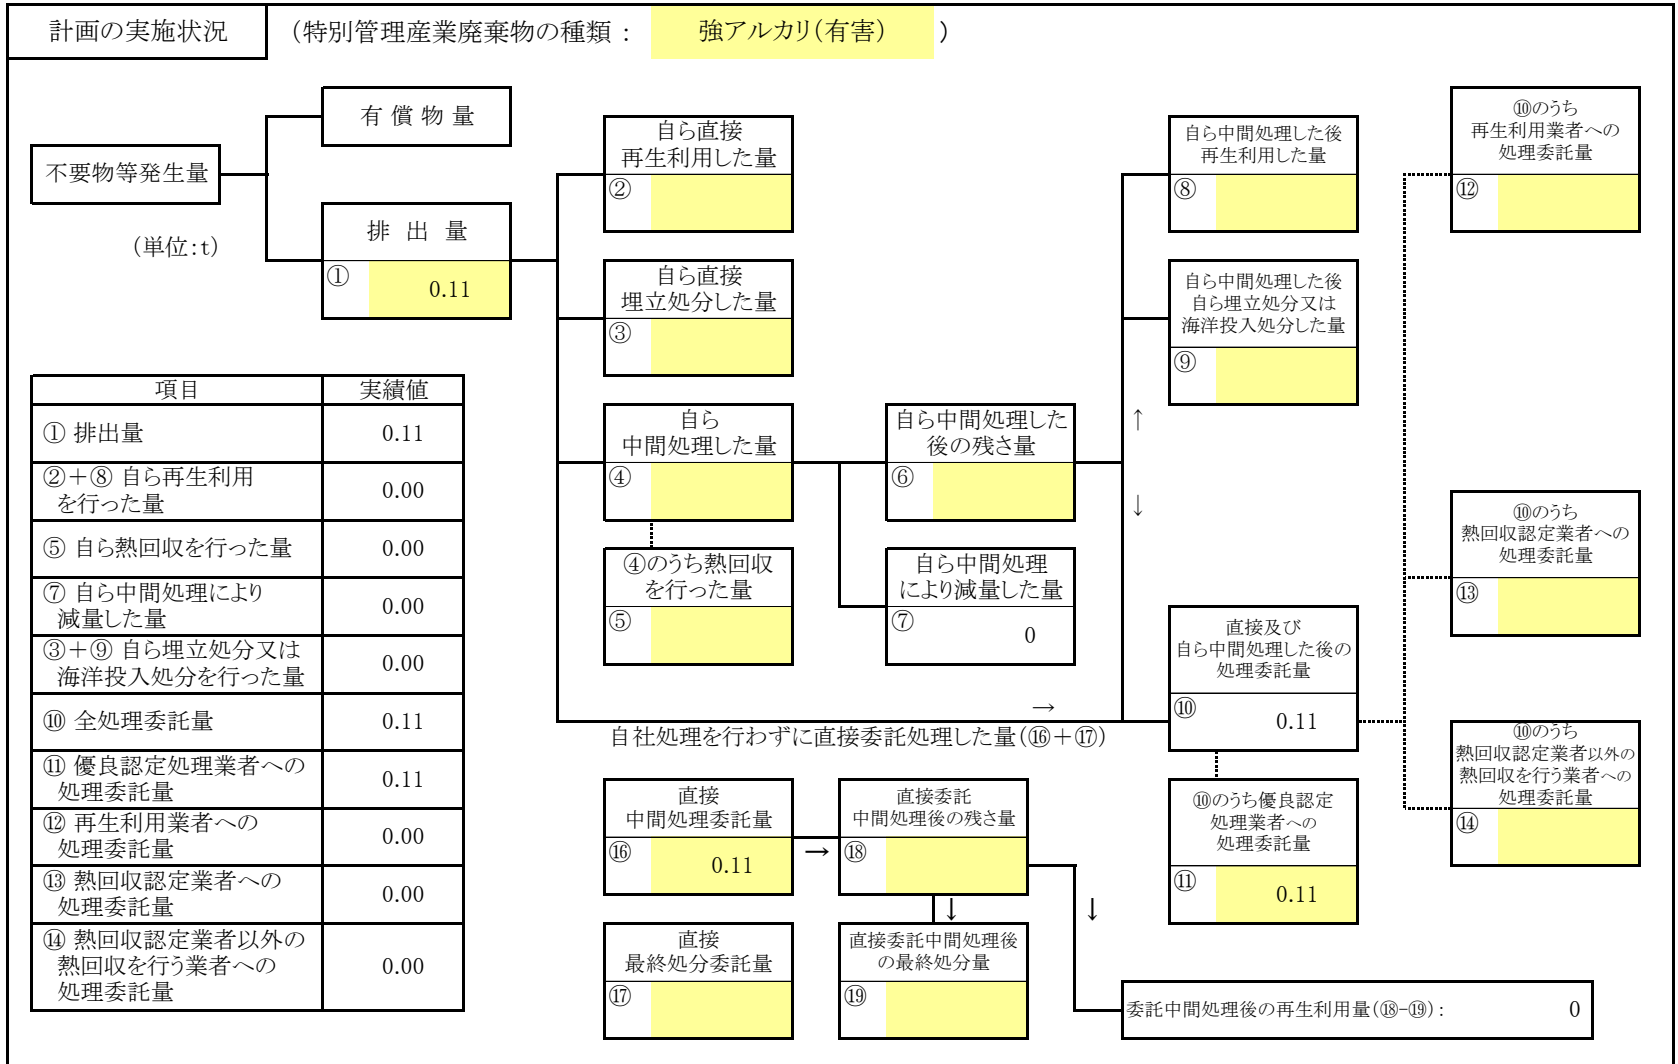 計画の実施状況
（特別管理産業廃棄物の種類： 強アルカリ（有害） ）
不要物等発生量
（単位：t）
有 償 物 量
排 出 量
① 0.11
自ら直接
再生利用した量
②
自ら直接
埋立処分した量
③
自ら
中間処理した量
④
④のうち熱回収
を行った量
⑤
自ら中間処理した
後の残さ量
⑥
自ら中間処理
により減量した量
⑦ 0
自ら中間処理した後
再生利用した量
⑧
自ら中間処理した後
自ら埋立処分又は
海洋投入処分した量
⑨
↑
↓
直接及び
自ら中間処理した後の
処理委託量
⑩ 0.11
→
自社処理を行わずに直接委託処理した量（⑯＋⑰）
⑩のうち優良認定
処理業者への
処理委託量
⑪ 0.11
⑩のうち
再生利用業者への
処理委託量
⑫
⑩のうち
熱回収認定業者への
処理委託量
⑬
⑩のうち
熱回収認定業者以外の
熱回収を行う業者への
処理委託量
⑭
直接
中間処理委託量
⑯ 0.11
→
直接委託
中間処理後の残さ量
⑱
↓
↓
直接
最終処分委託量
⑰
直接委託中間処理後
の最終処分量
⑲
委託中間処理後の再生利用量（⑱-⑲）： 0
項目 実績値
① 排出量 0.11
②＋⑧ 自ら再生利用
を行った量 0.00
⑤ 自ら熱回収を行った量 0.00
⑦ 自ら中間処理により
減量した量 0.00
③＋⑨ 自ら埋立処分又は
海洋投入処分を行った量 0.00
⑩ 全処理委託量 0.11
⑪ 優良認定処理業者への
処理委託量 0.11
⑫ 再生利用業者への
処理委託量 0.00
⑬ 熱回収認定業者への
処理委託量 0.00
⑭ 熱回収認定業者以外の
熱回収を行う業者への
処理委託量 0.00